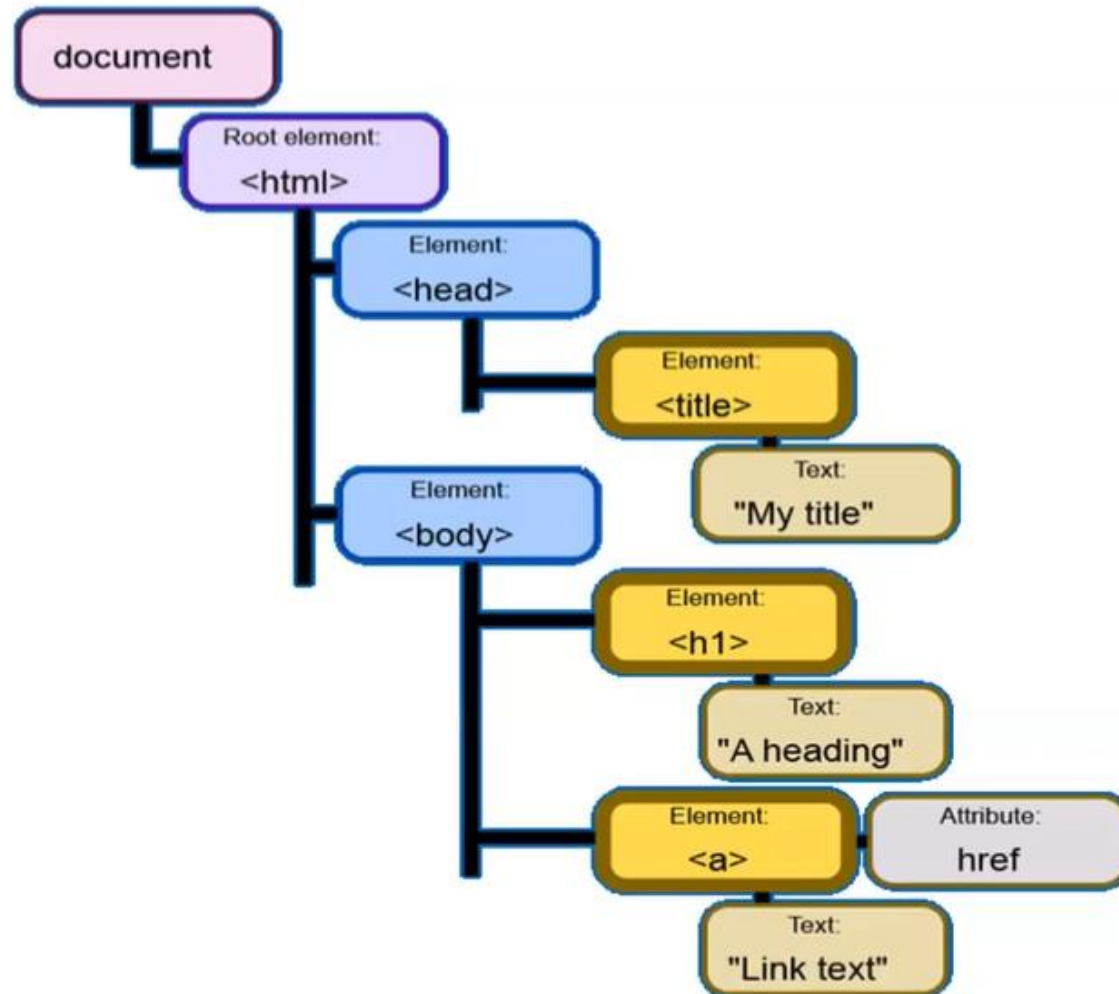 document
Root element:
<html>
Element:
<head>
Element:
<title>
Text:
"My title"
Element:
<body>
Element:
<h1>
Text:
"A heading"
Element:
<a>
Attribute:
href
Text:
"Link text"